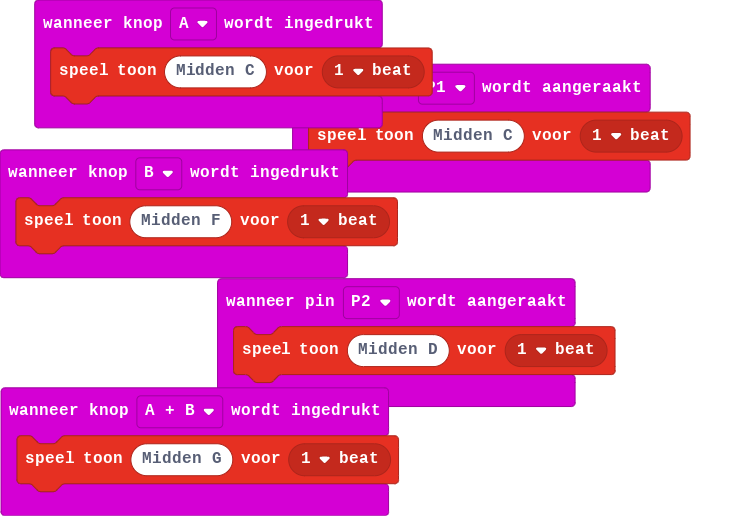 wanneer knop A wordt ingedrukt
speel toon Midden C voor 1 beat
P1 wordt aangeraakt
speel toon Midden C voor 1 beat
wanneer knop B wordt ingedrukt
speel toon Midden F voor 1 beat
wanneer pin P2 wordt aangeraakt
speel toon Midden D voor 1 beat
wanneer knop A + B wordt ingedrukt
speel toon Midden G voor 1 beat